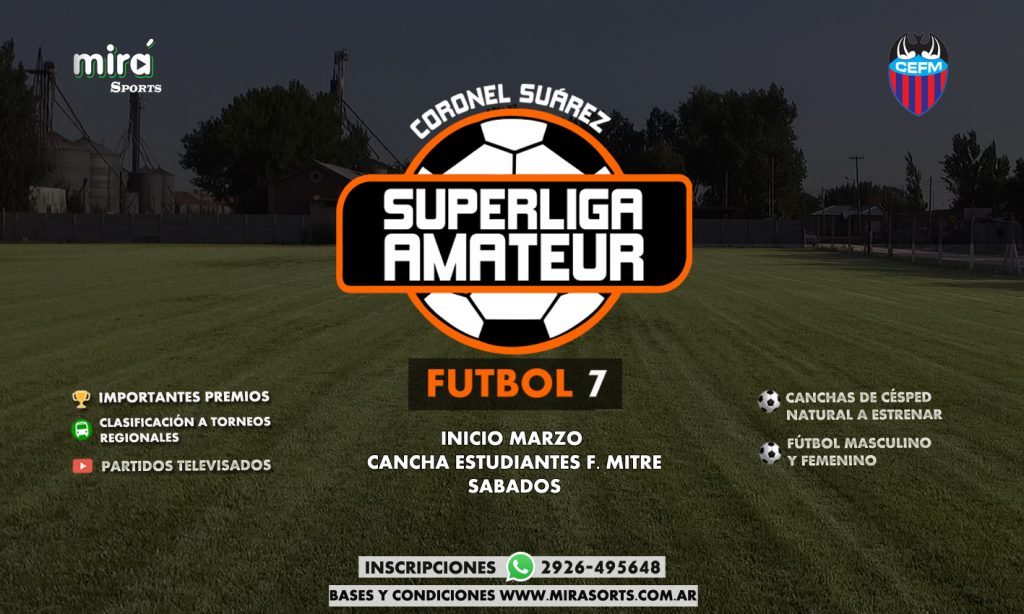 mirá
SPORTS
CEFM
CORONEL SUÁREZ
SUPERLIGA
AMATEUR
FUTBOL 7
IMPORTANTES PREMIOS
CLASIFICACIÓN A TORNEOS
REGIONALES
PARTIDOS TELEVISADOS
INICIO MARZO
CANCHA ESTUDIANTES F. MITRE
SABADOS
CANCHAS DE CÉSPED
NATURAL A ESTRENAR
FÚTBOL MASCULINO
Y FEMENINO
INSCRIPCIONES 2926-495648
BASES Y CONDICIONES WWW.MIRASORTS.COM.AR